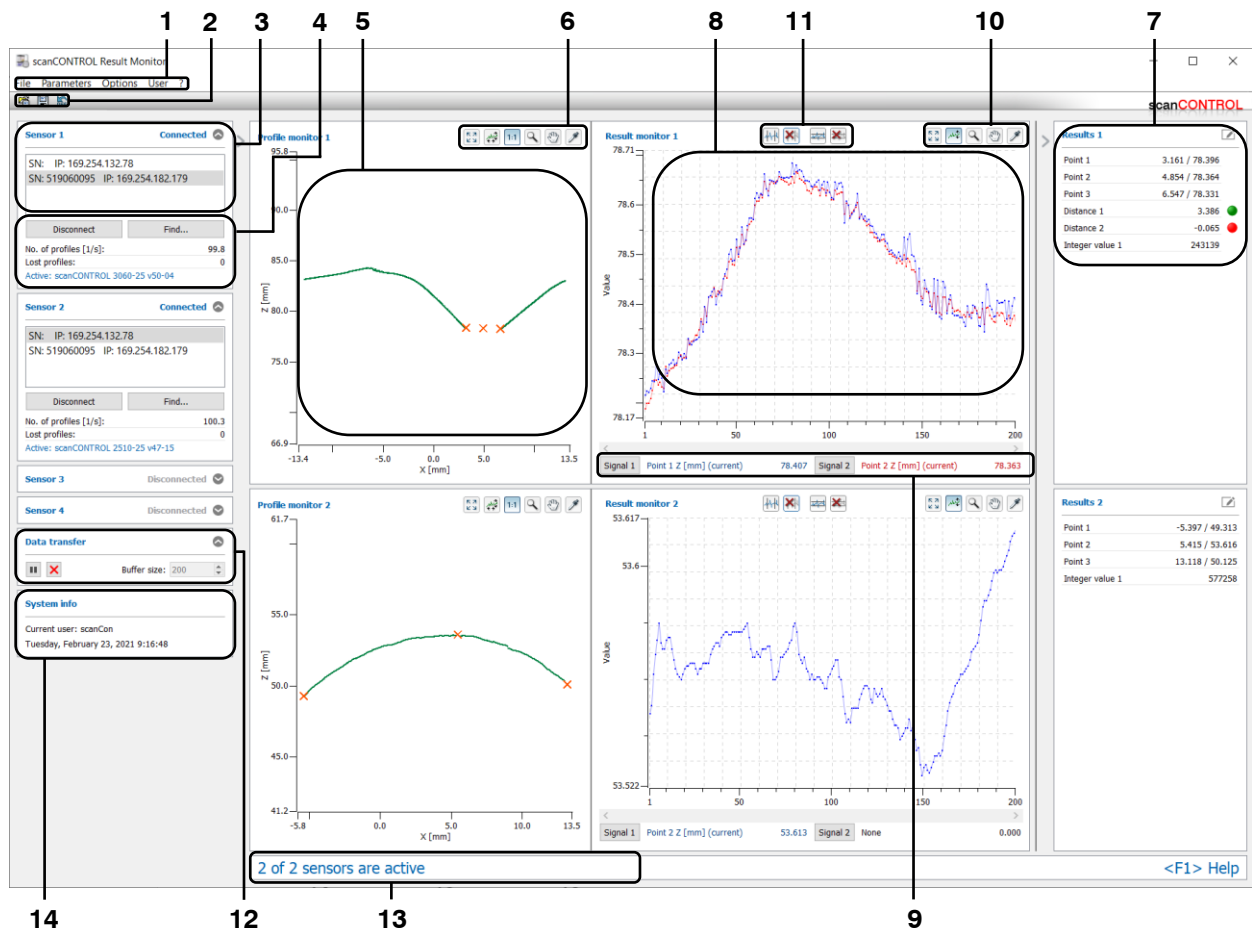 1 2 3 4 5 6 8 11 10 7
scanCONTROL Result Monitor
File Parameters Options User ?
scanCONTROL
Sensor 1 Connected
SN: IP: 169.254.132.78
SN: 519060095 IP: 169.254.182.179
Disconnect Find...
No. of profiles [1/s]: 99.8
Lost profiles: 0
Active: scanCONTROL 3060-25 v50-04
Sensor 2 Connected
SN: IP: 169.254.132.78
SN: 519060095 IP: 169.254.182.179
Disconnect Find...
No. of profiles [1/s]: 100.3
Lost profiles: 0
Active: scanCONTROL 2510-25 v47-15
Sensor 3 Disconnected
Sensor 4 Disconnected
Data transfer
Buffer size: 200
System info
Current user: scanCon
Tuesday, February 23, 2021 9:16:48
Profile monitor 1
1:1
95.8
90.0
85.0
80.0
75.0
66.9
Z [mm]
-13.4 -5.0 0.0 5.0 13.5
X [mm]
Result monitor 1
78.71
78.6
78.5
78.4
78.3
78.17
Value
1 50 100 150 200
Signal 1 Point 1 Z [mm] (current) 78.407 Signal 2 Point 2 Z [mm] (current) 78.363
Results 1
Point 1 3.161 / 78.396
Point 2 4.854 / 78.364
Point 3 6.547 / 78.331
Distance 1 3.386
Distance 2 -0.065
Integer value 1 243139
Profile monitor 2
1:1
61.7
55.0
50.0
45.0
41.2
Z [mm]
-5.8 0.0 5.0 10.0 13.5
X [mm]
Result monitor 2
53.617
53.6
53.522
Value
1 50 100 150 200
Signal 1 Point 2 Z [mm] (current) 53.613 Signal 2 None 0.000
Results 2
Point 1 -5.397 / 49.313
Point 2 5.415 / 53.616
Point 3 13.118 / 50.125
Integer value 1 577258
2 of 2 sensors are active
<F1> Help
14 12 13 9